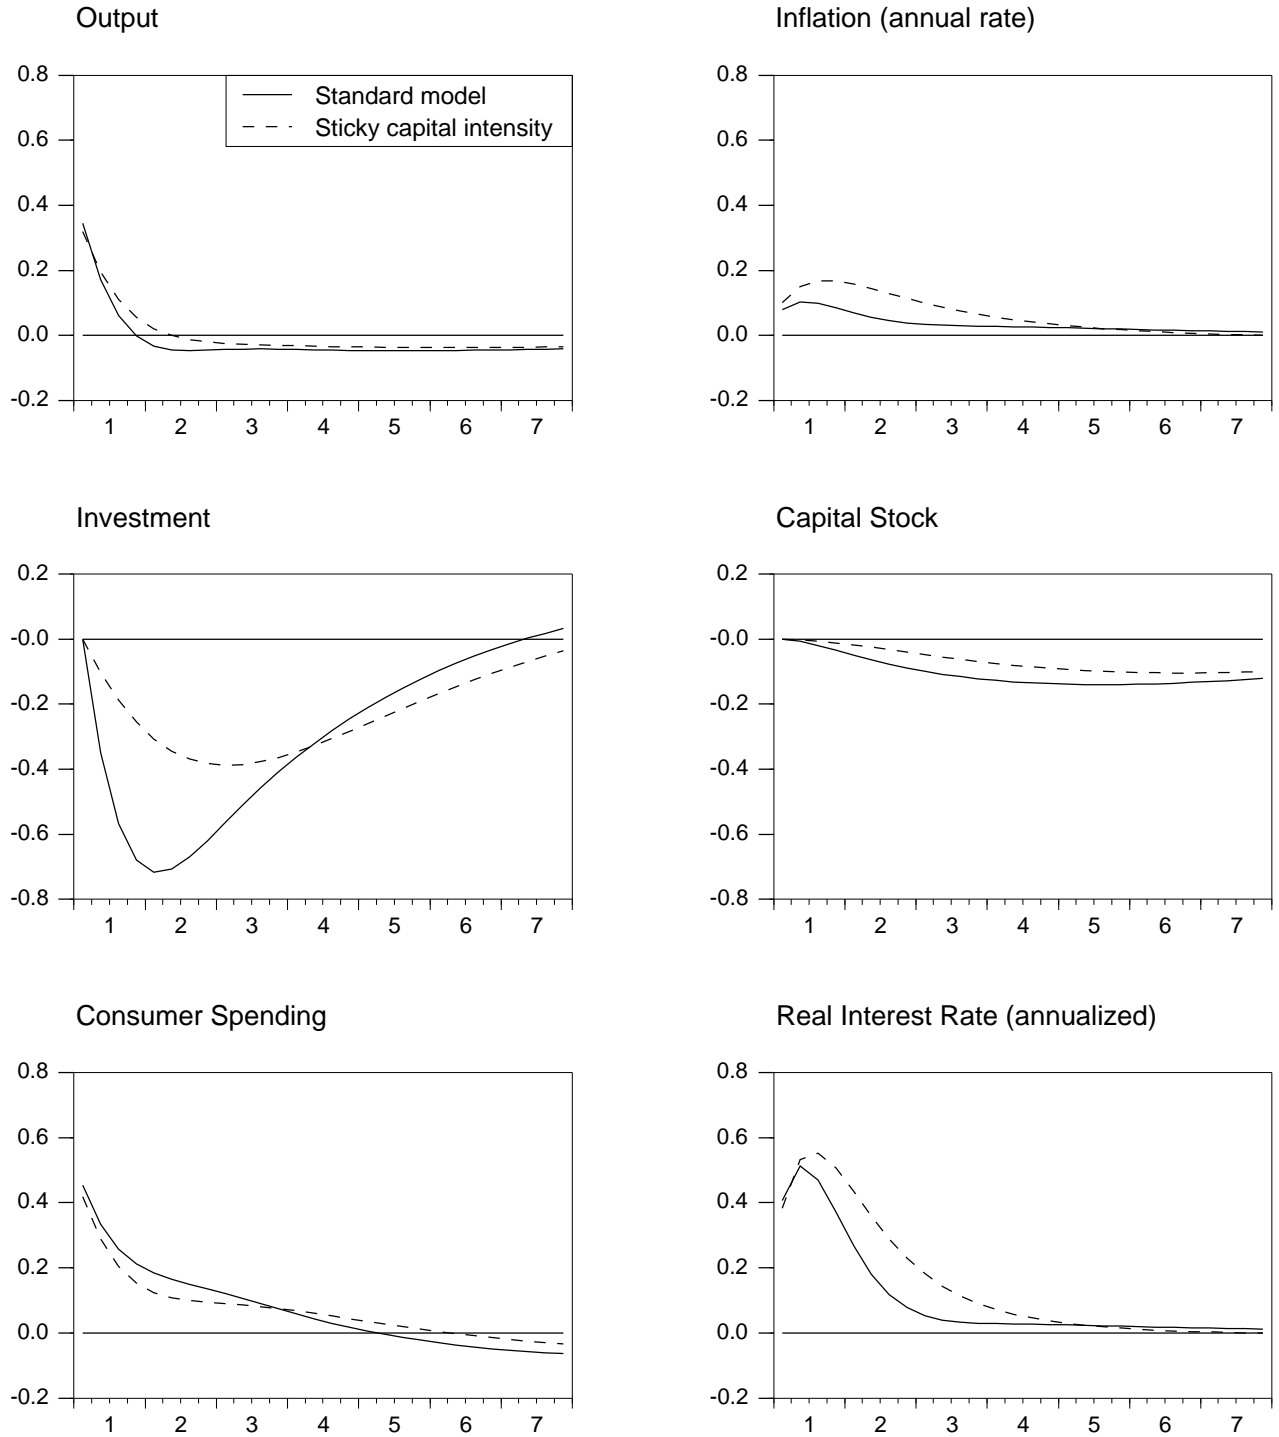 Output
0.8
0.6
0.4
0.2
0.0
-0.2
1 2 3 4 5 6 7
Standard model
Sticky capital intensity
Inflation (annual rate)
0.8
0.6
0.4
0.2
0.0
-0.2
1 2 3 4 5 6 7
Investment
0.2
-0.0
-0.2
-0.4
-0.6
-0.8
1 2 3 4 5 6 7
Capital Stock
0.2
-0.0
-0.2
-0.4
-0.6
-0.8
1 2 3 4 5 6 7
Consumer Spending
0.8
0.6
0.4
0.2
0.0
-0.2
1 2 3 4 5 6 7
Real Interest Rate (annualized)
0.8
0.6
0.4
0.2
0.0
-0.2
1 2 3 4 5 6 7